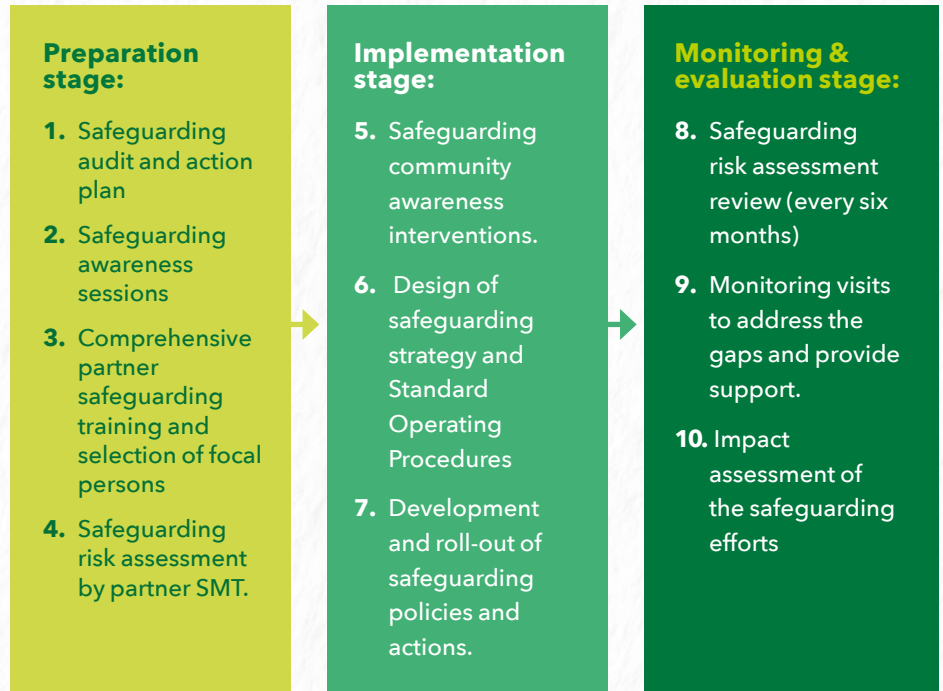 Preparation
stage:
1. Safeguarding
audit and action
plan
2. Safeguarding
awareness
sessions
3. Comprehensive
partner
safeguarding
training and
selection of focal
persons
4. Safeguarding
risk assessment
by partner SMT.
Implementation
stage:
5. Safeguarding
community
awareness
interventions.
6. Design of
safeguarding
strategy and
Standard
Operating
Procedures
7. Development
and roll-out of
safeguarding
policies and
actions.
Monitoring &
evaluation stage:
8. Safeguarding
risk assessment
review (every six
months)
9. Monitoring visits
to address the
gaps and provide
support.
10. Impact
assessment of
the safeguarding
efforts